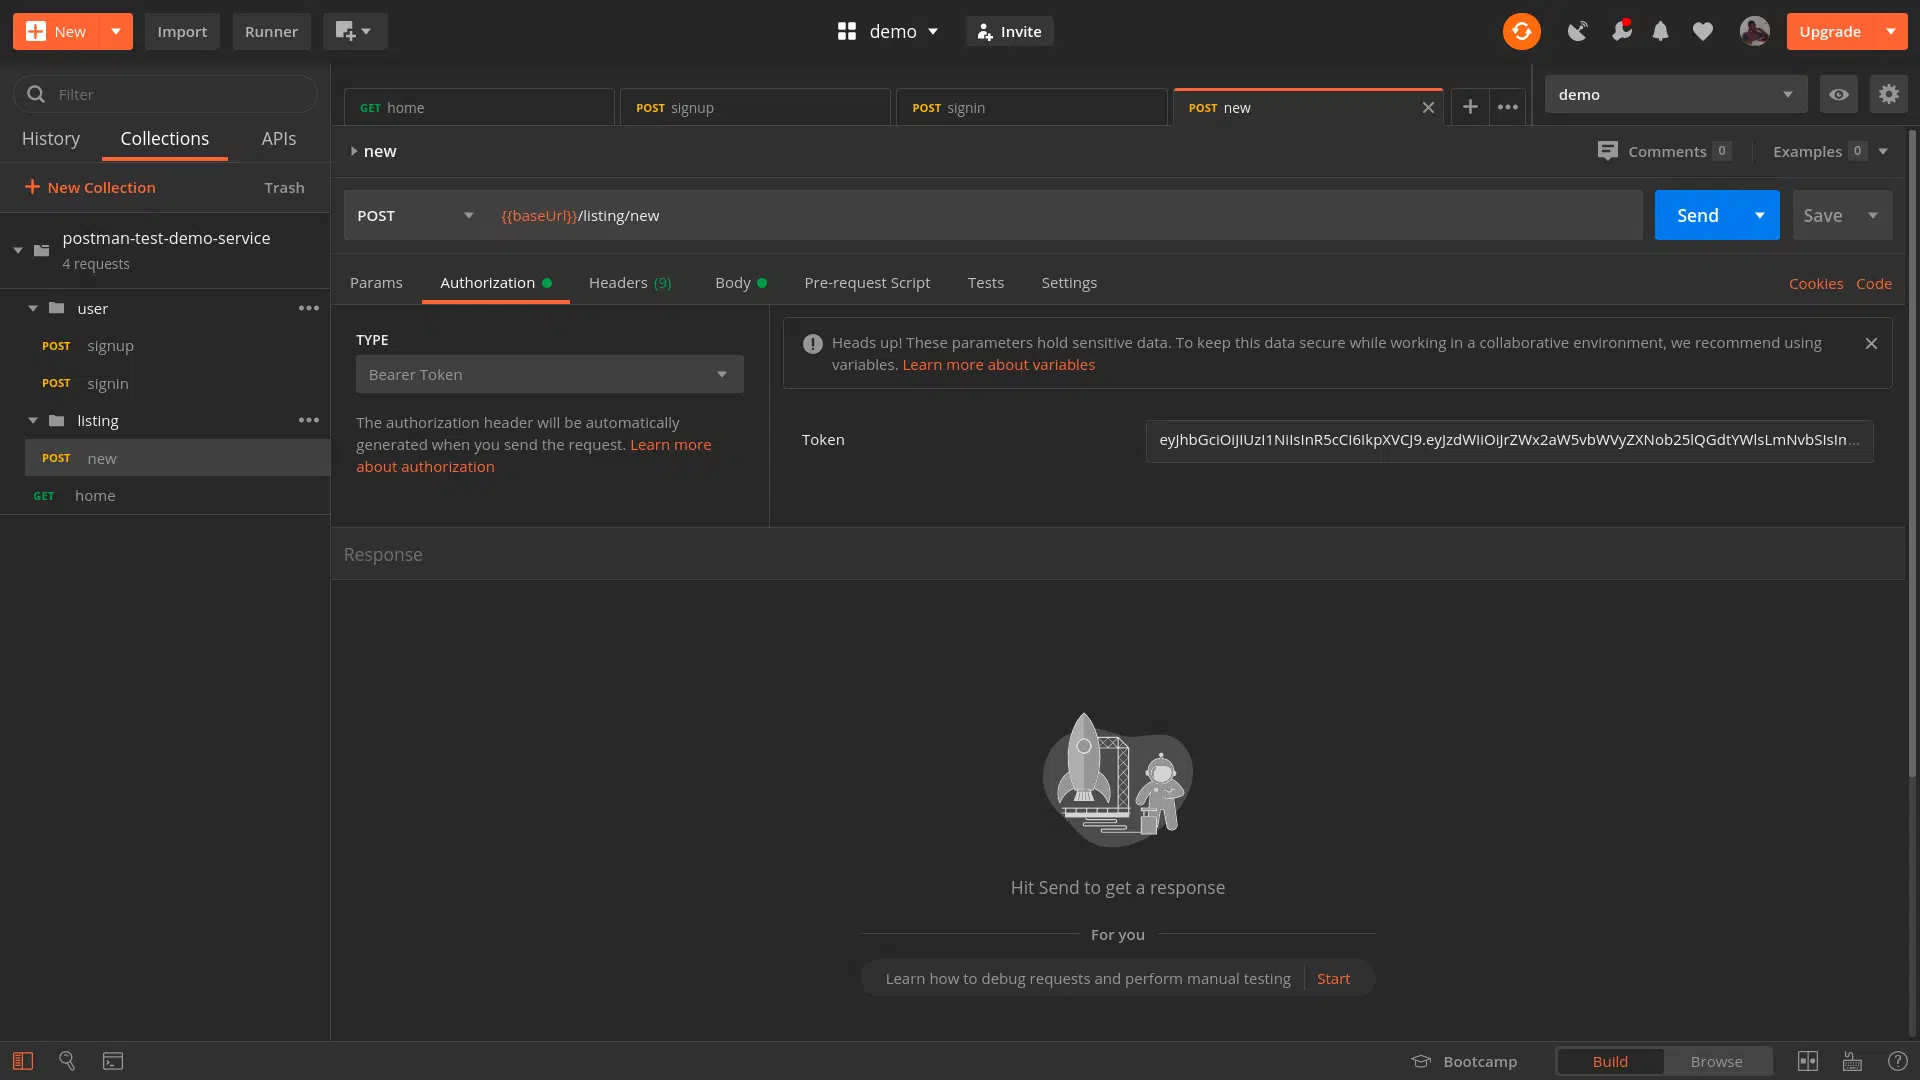 New Import Runner demo Invite Upgrade
Filter
GET home POST signup POST signin POST new demo
History Collections APIs
new Comments 0 Examples 0
New Collection Trash
POST {{baseUrl}}/listing/new Send Save
postman-test-demo-service
4 requests
Params Authorization Headers (9) Body Pre-request Script Tests Settings Cookies Code
user
POST signup
POST signin
listing
POST new
GET home
TYPE
Bearer Token
The authorization header will be automatically
generated when you send the request. Learn more
about authorization
Heads up! These parameters hold sensitive data. To keep this data secure while working in a collaborative environment, we recommend using
variables. Learn more about variables
Token eyJhbGciOiJIUzI1NiIsInR5cCI6IkpXVCJ9.eyJzdWIiOiJrZWx2aW5vbWVyZXNob25lQGdtYWlsLmNvbSIsIn...
Response
Hit Send to get a response
For you
Learn how to debug requests and perform manual testing Start
Bootcamp Build Browse